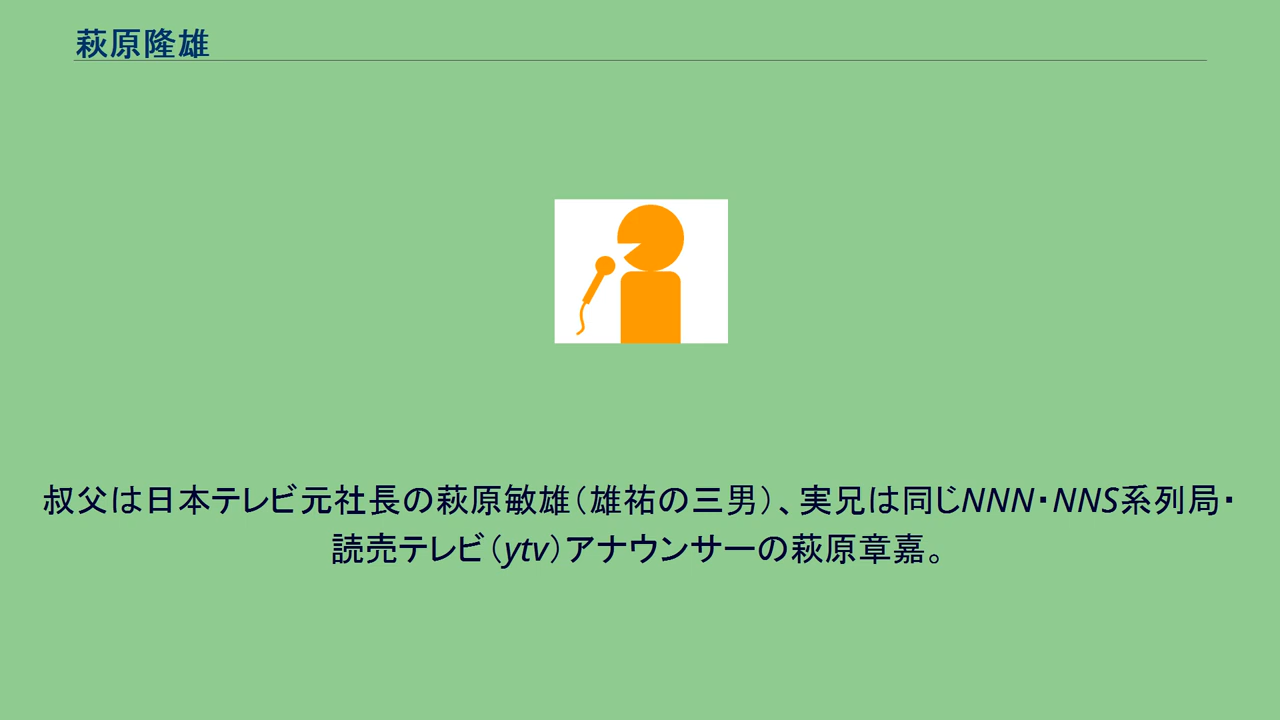 萩原隆雄
叔父は日本テレビ元社長の萩原敏雄（雄祐の三男）、実兄は同じNNN・NNS系列局・
読売テレビ（ytv）アナウンサーの萩原章嘉。